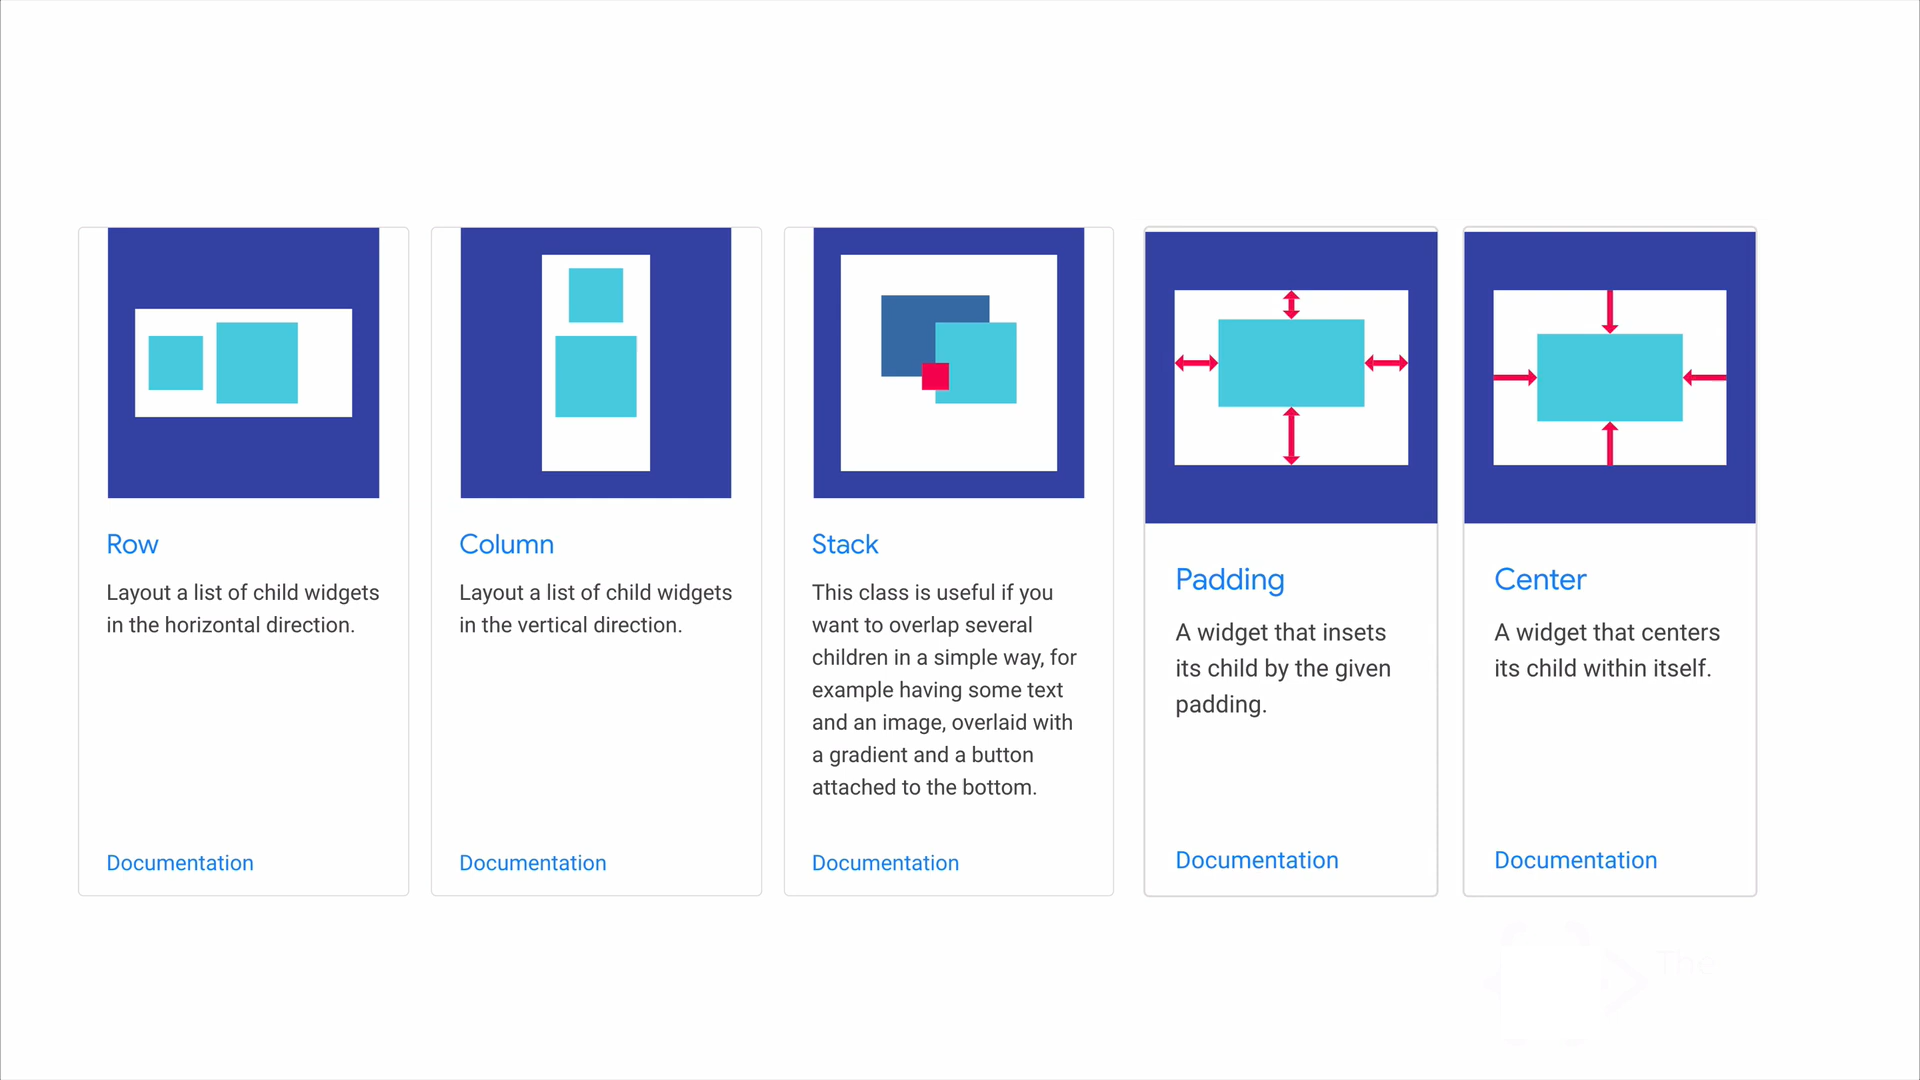 Row
Layout a list of child widgets
in the horizontal direction.
Documentation
Column
Layout a list of child widgets
in the vertical direction.
Documentation
Stack
This class is useful if you
want to overlap several
children in a simple way, for
example having some text
and an image, overlaid with
a gradient and a button
attached to the bottom.
Documentation
Padding
A widget that insets
its child by the given
padding.
Documentation
Center
A widget that centers
its child within itself.
Documentation
The